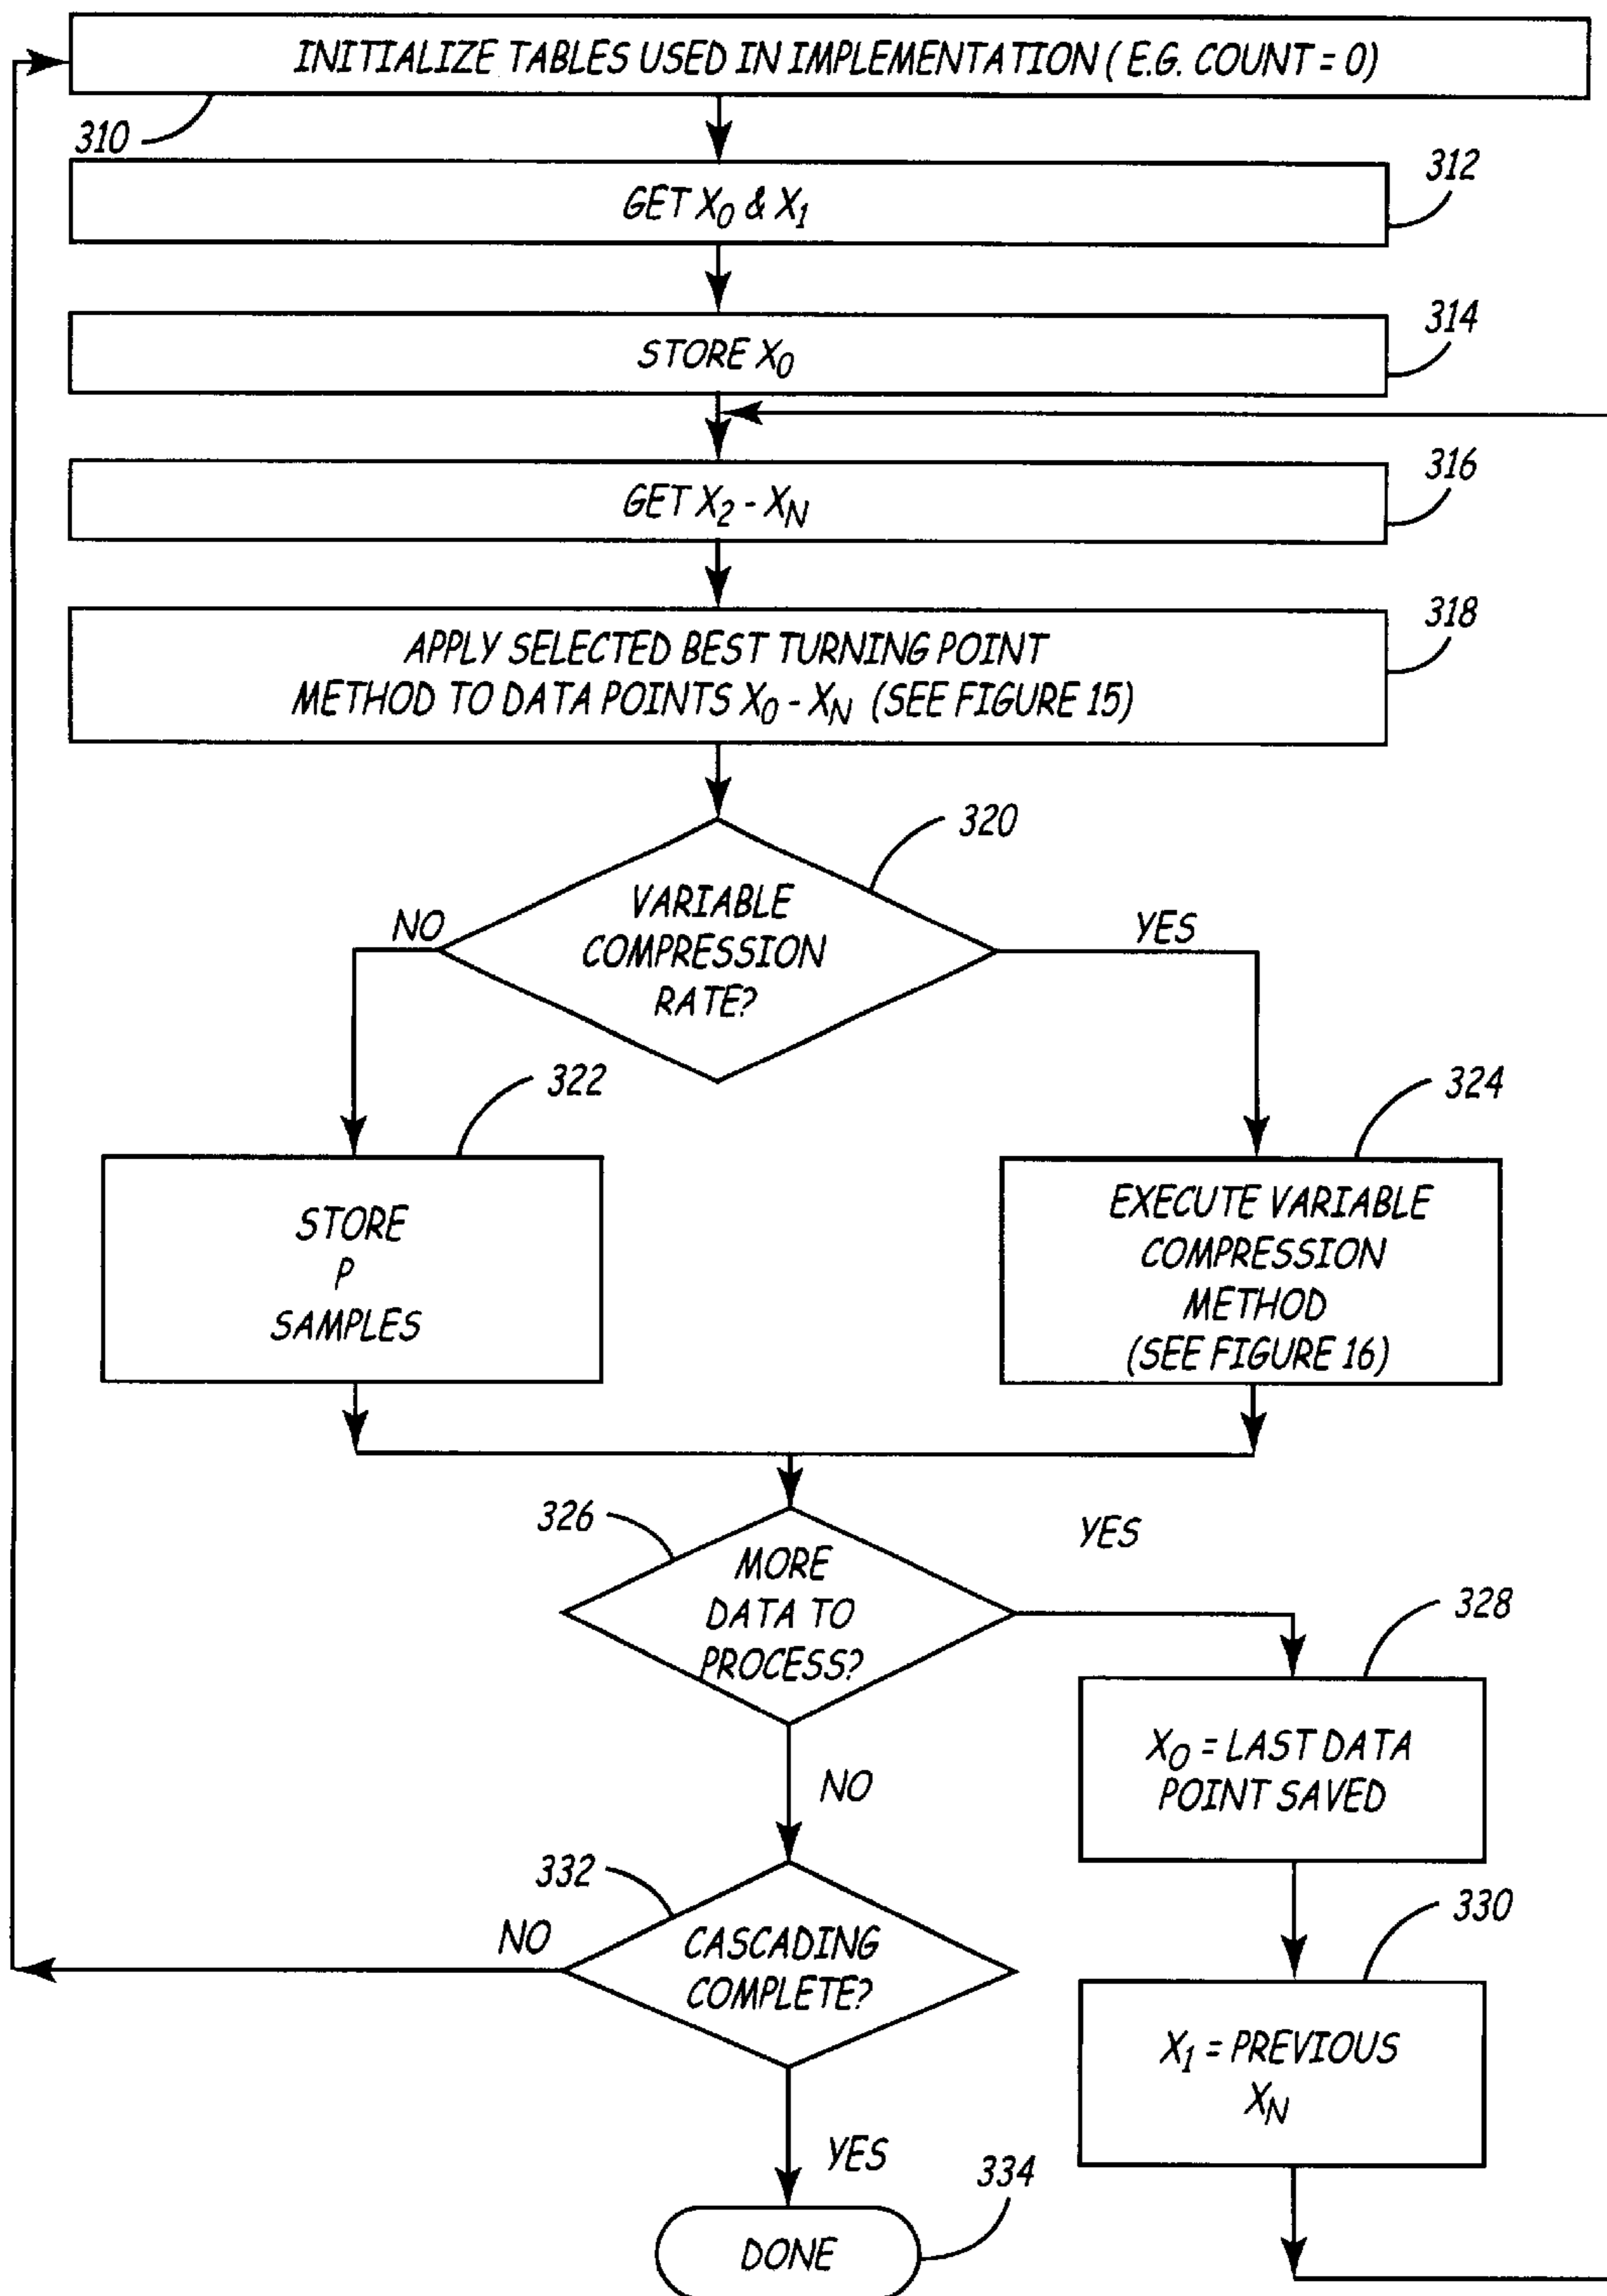 INITIALIZE TABLES USED IN IMPLEMENTATION ( E.G. COUNT = 0)
310
312
GET X0 & X1
314
STORE X0
316
GET X2 - XN
318
APPLY SELECTED BEST TURNING POINT
METHOD TO DATA POINTS X0 - XN (SEE FIGURE 15)
320
VARIABLE
COMPRESSION
RATE?
NO
YES
322
324
STORE
P
SAMPLES
EXECUTE VARIABLE
COMPRESSION
METHOD
(SEE FIGURE 16)
326
YES
MORE
DATA TO
PROCESS?
328
X0 = LAST DATA
POINT SAVED
NO
332
330
NO
CASCADING
COMPLETE?
X1 = PREVIOUS
XN
YES
334
DONE